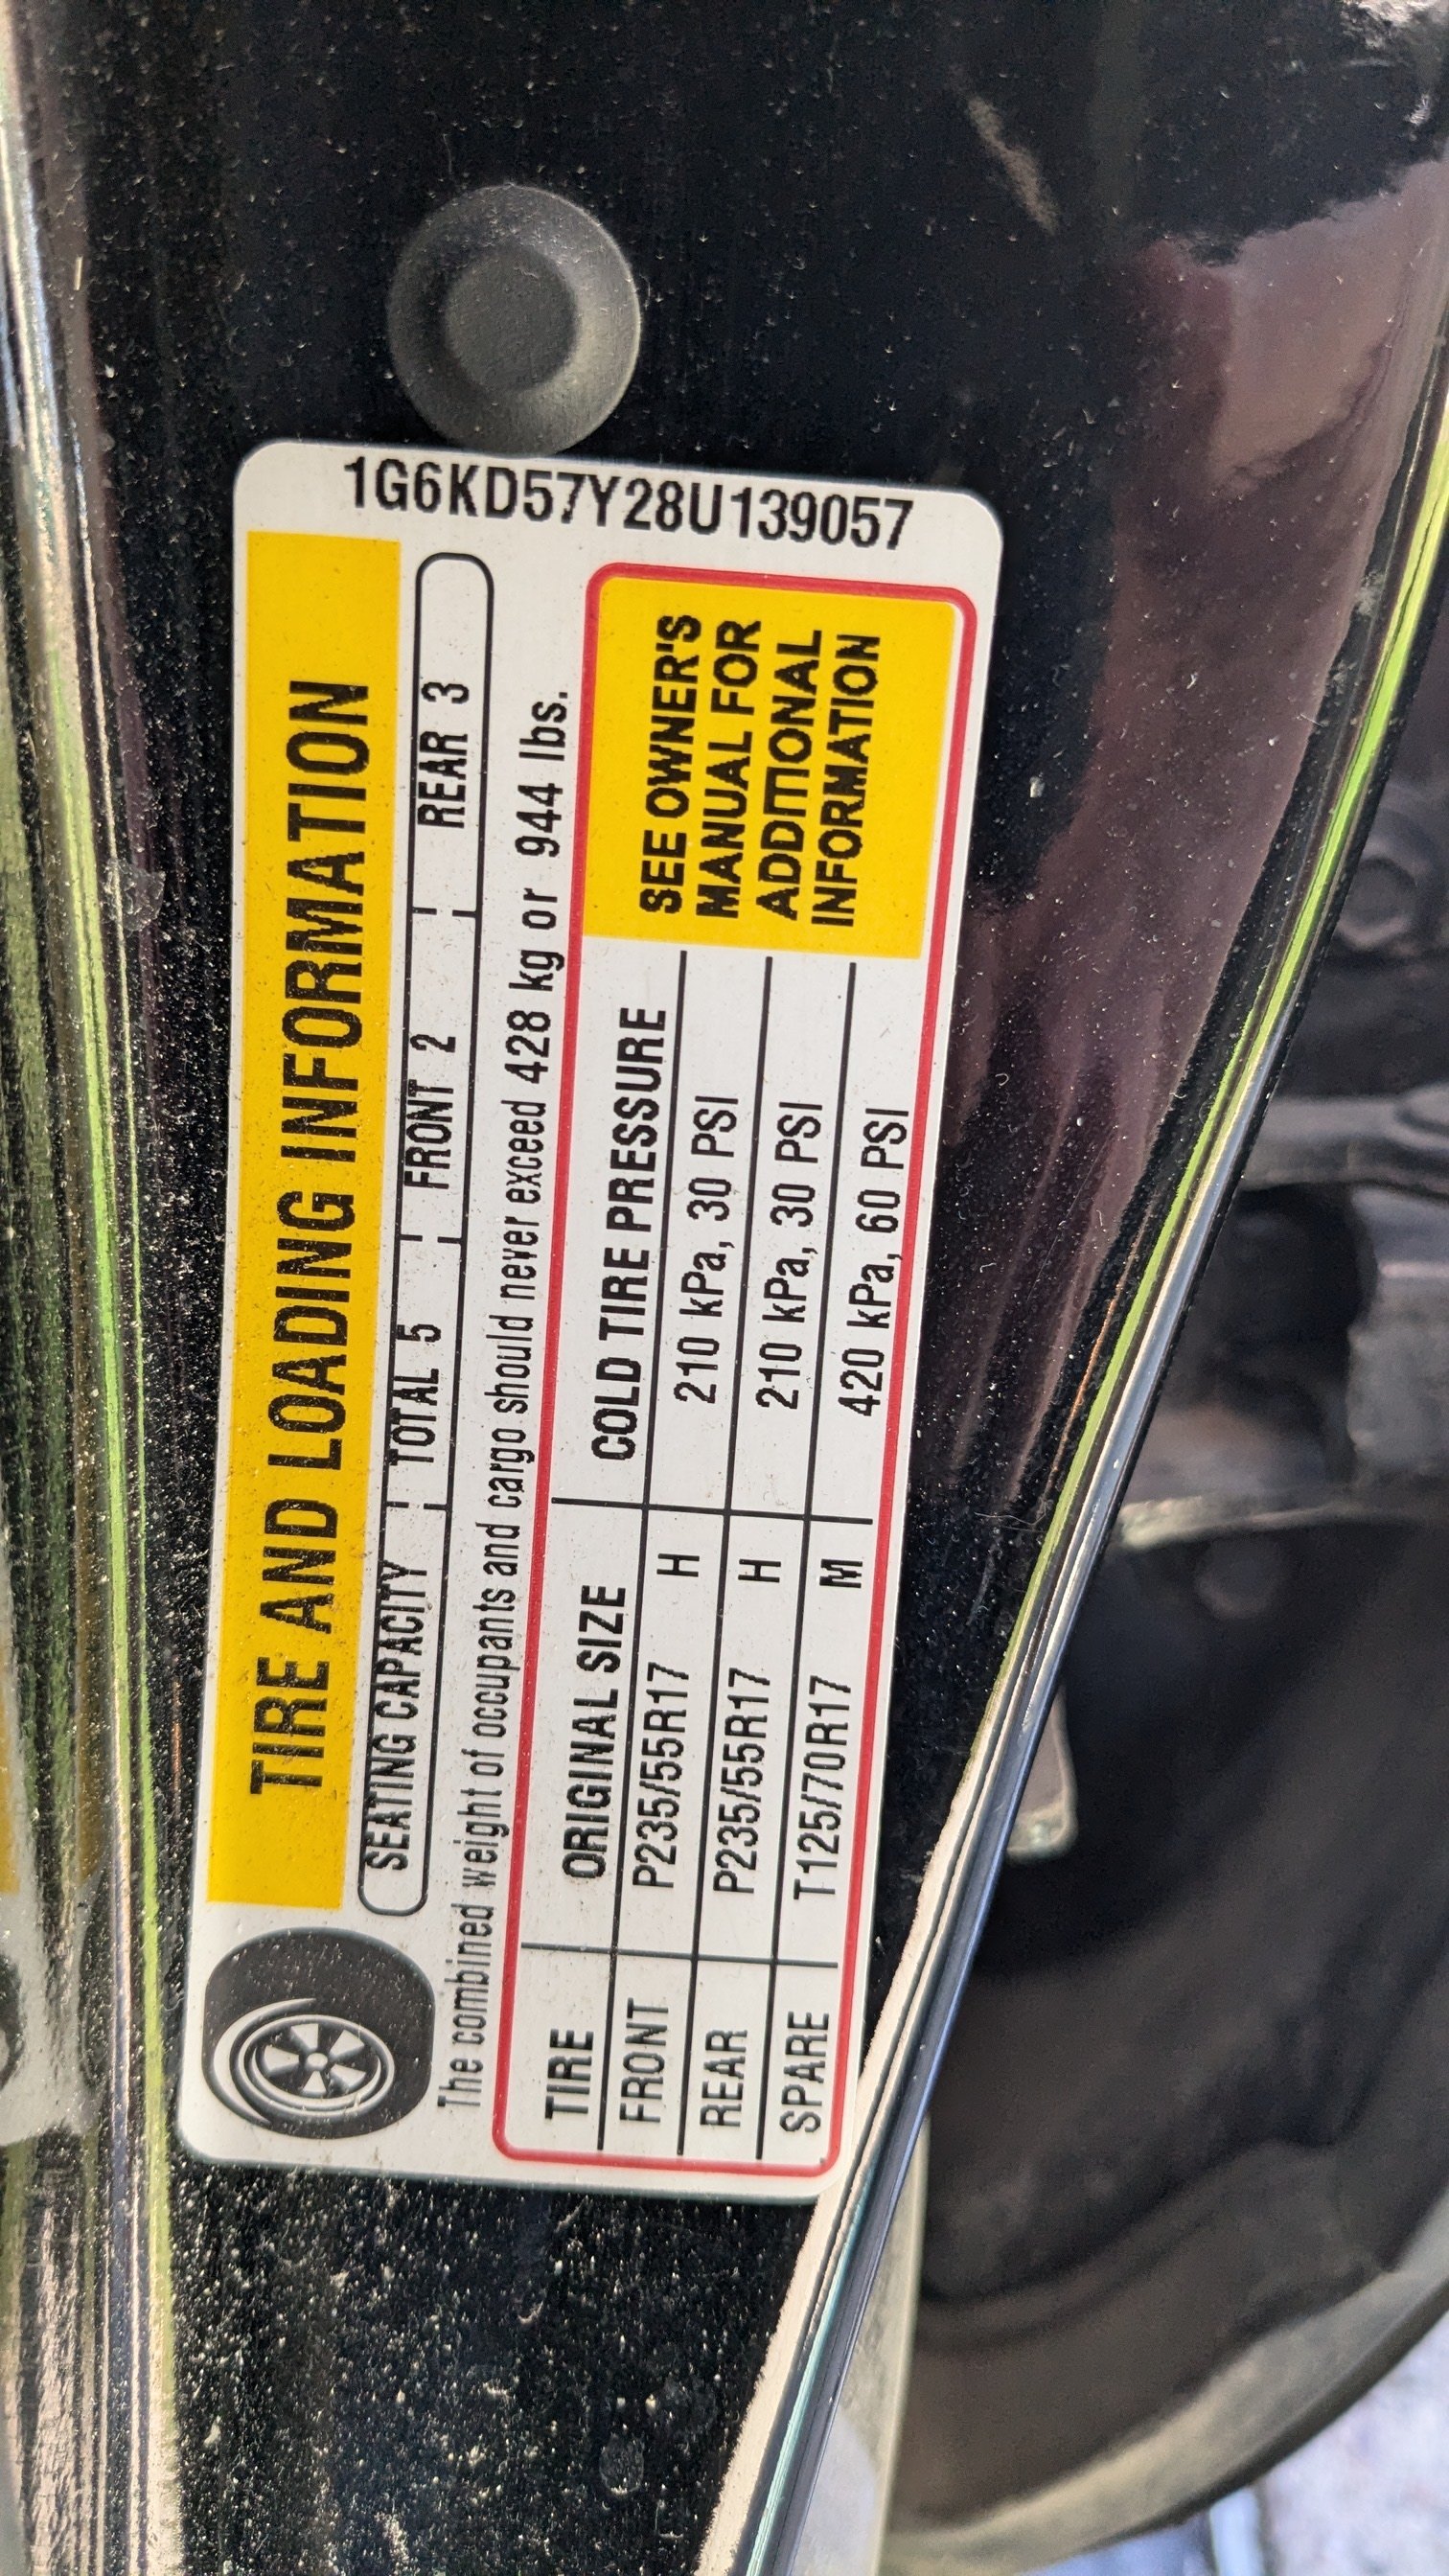 TIRE AND LOADING INFORMATION
SEATING CAPACITY TOTAL 5 FRONT 2 REAR 3
The combined weight of occupants and cargo should never exceed 428 kg or 944 lbs.
TIRE ORIGINAL SIZE COLD TIRE PRESSURE
FRONT P235/55R17 H 210 kPa, 30 PSI
REAR P235/55R17 H 210 kPa, 30 PSI
SPARE T125/70R17 M 420 kPa, 60 PSI
SEE OWNER'S
MANUAL FOR
ADDITIONAL
INFORMATION
1G6KD57Y28U139057